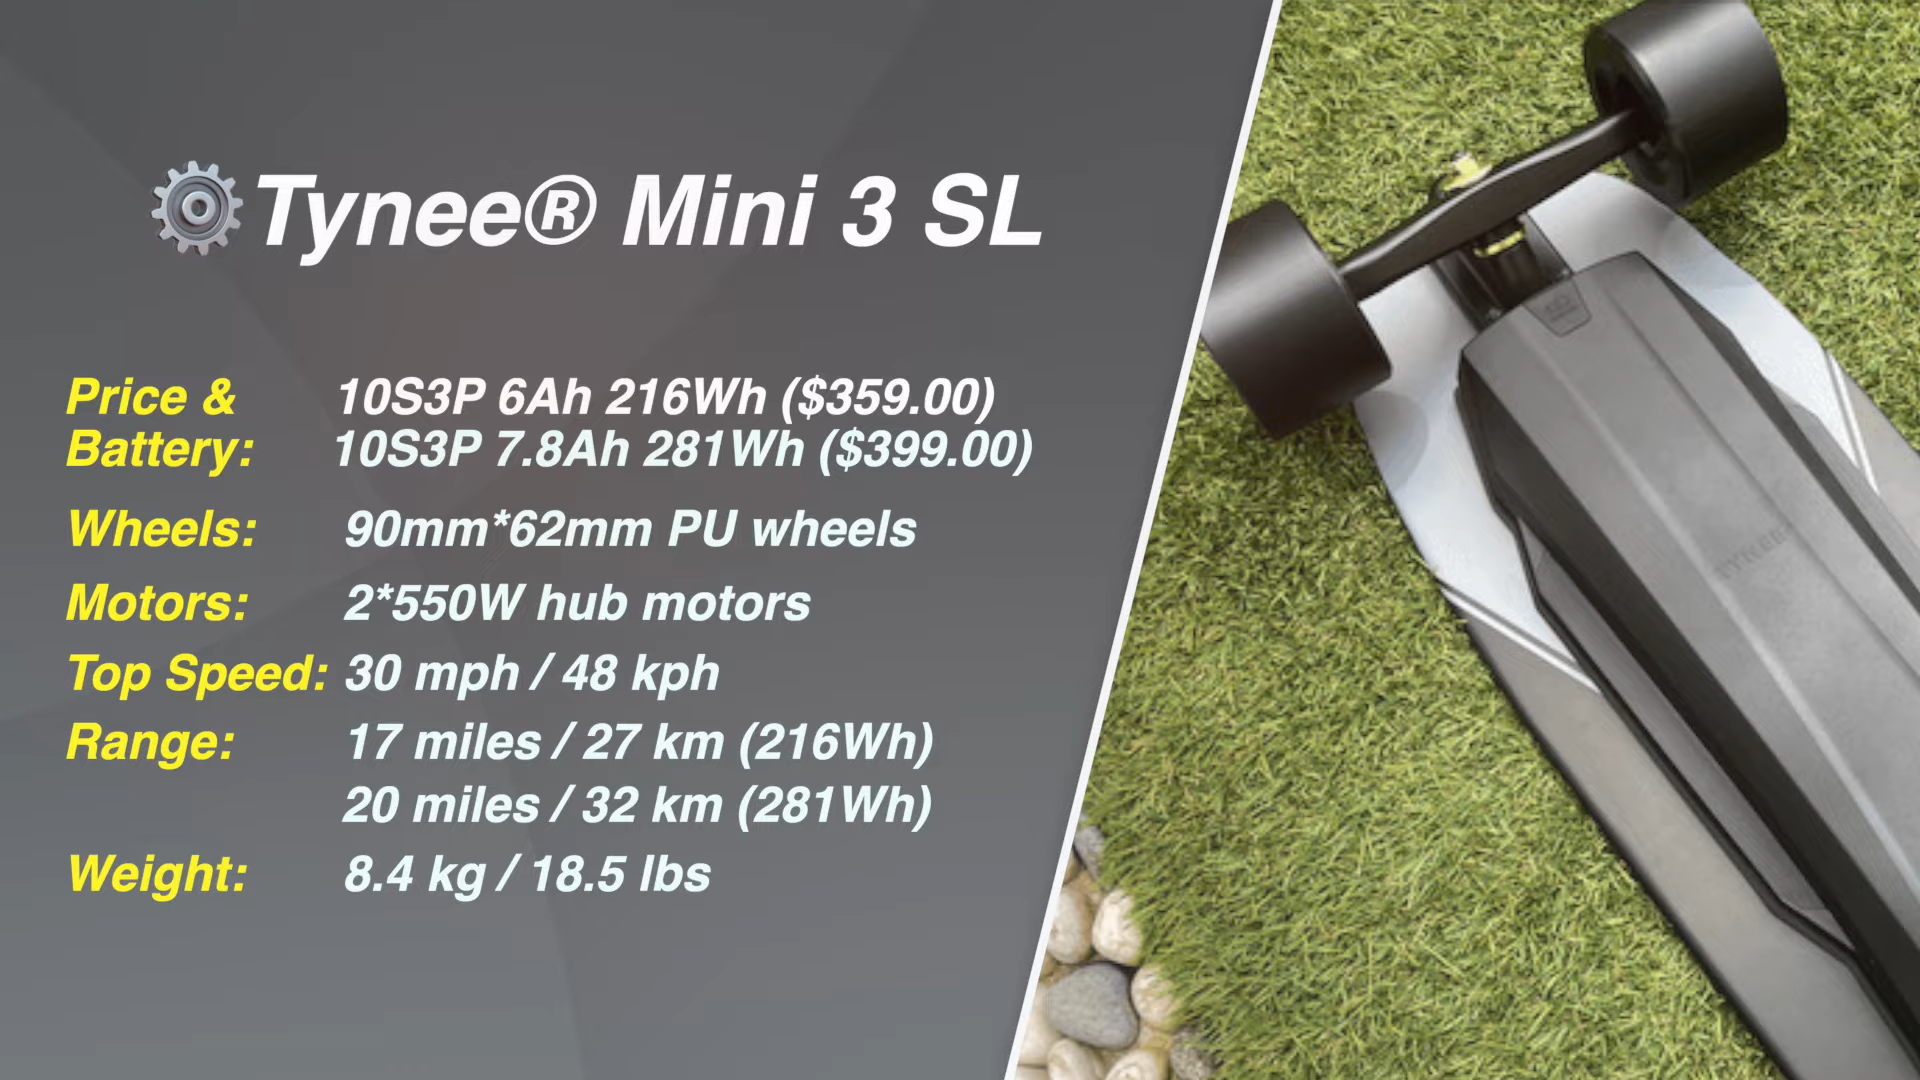 Tynee® Mini 3 SL
Price & 10S3P 6Ah 216Wh ($359.00)
Battery: 10S3P 7.8Ah 281Wh ($399.00)
Wheels: 90mm*62mm PU wheels
Motors: 2*550W hub motors
Top Speed: 30 mph / 48 kph
Range: 17 miles / 27 km (216Wh)
20 miles / 32 km (281Wh)
Weight: 8.4 kg / 18.5 lbs
TYNEE